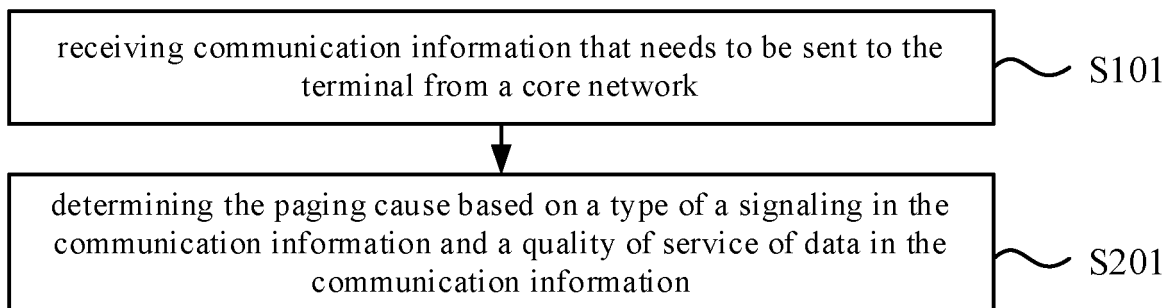 receiving communication information that needs to be sent to the
terminal from a core network
S101
determining the paging cause based on a type of a signaling in the
communication information and a quality of service of data in the
communication information
S201